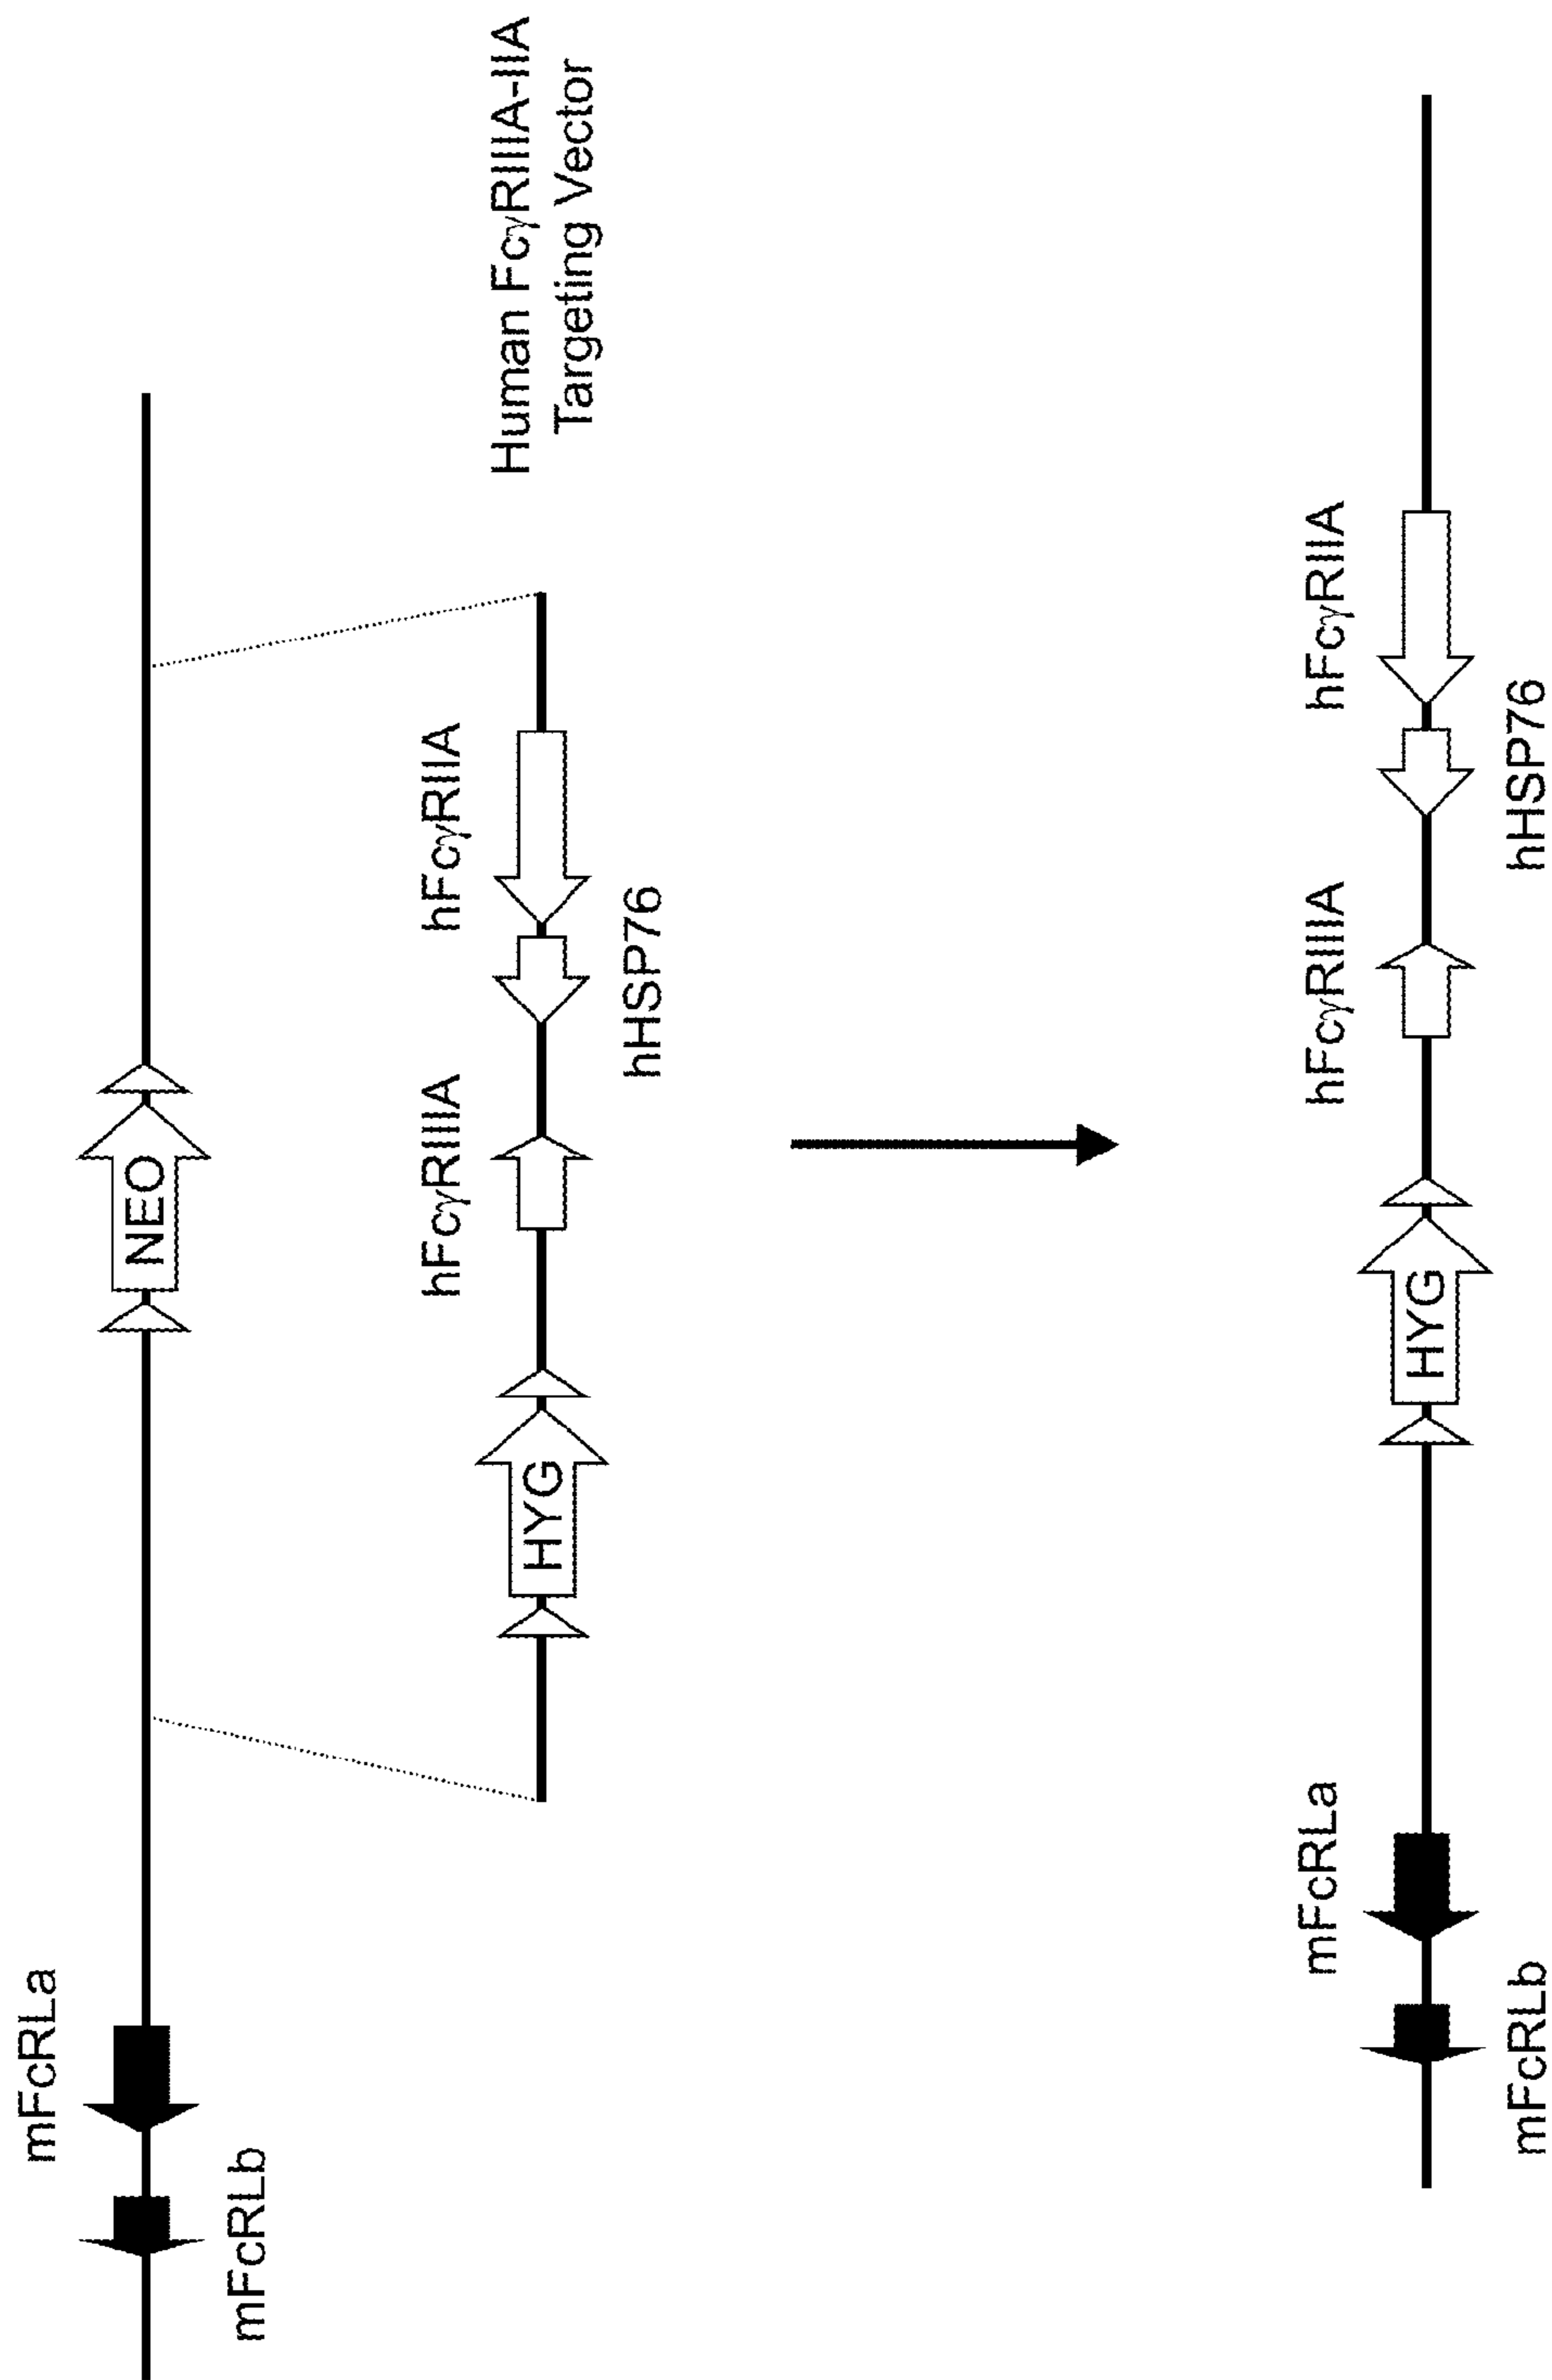 mFcRLa
mFcRLb
NEO
Human FcγRIIIA-IIA
Targeting Vector
HYG
hFcγRIIIA
hHSP76
hFcγRIIA
mFcRLa
mFcRLb
HYG
hFcγRIIIA
hHSP76
hFcγRIIA